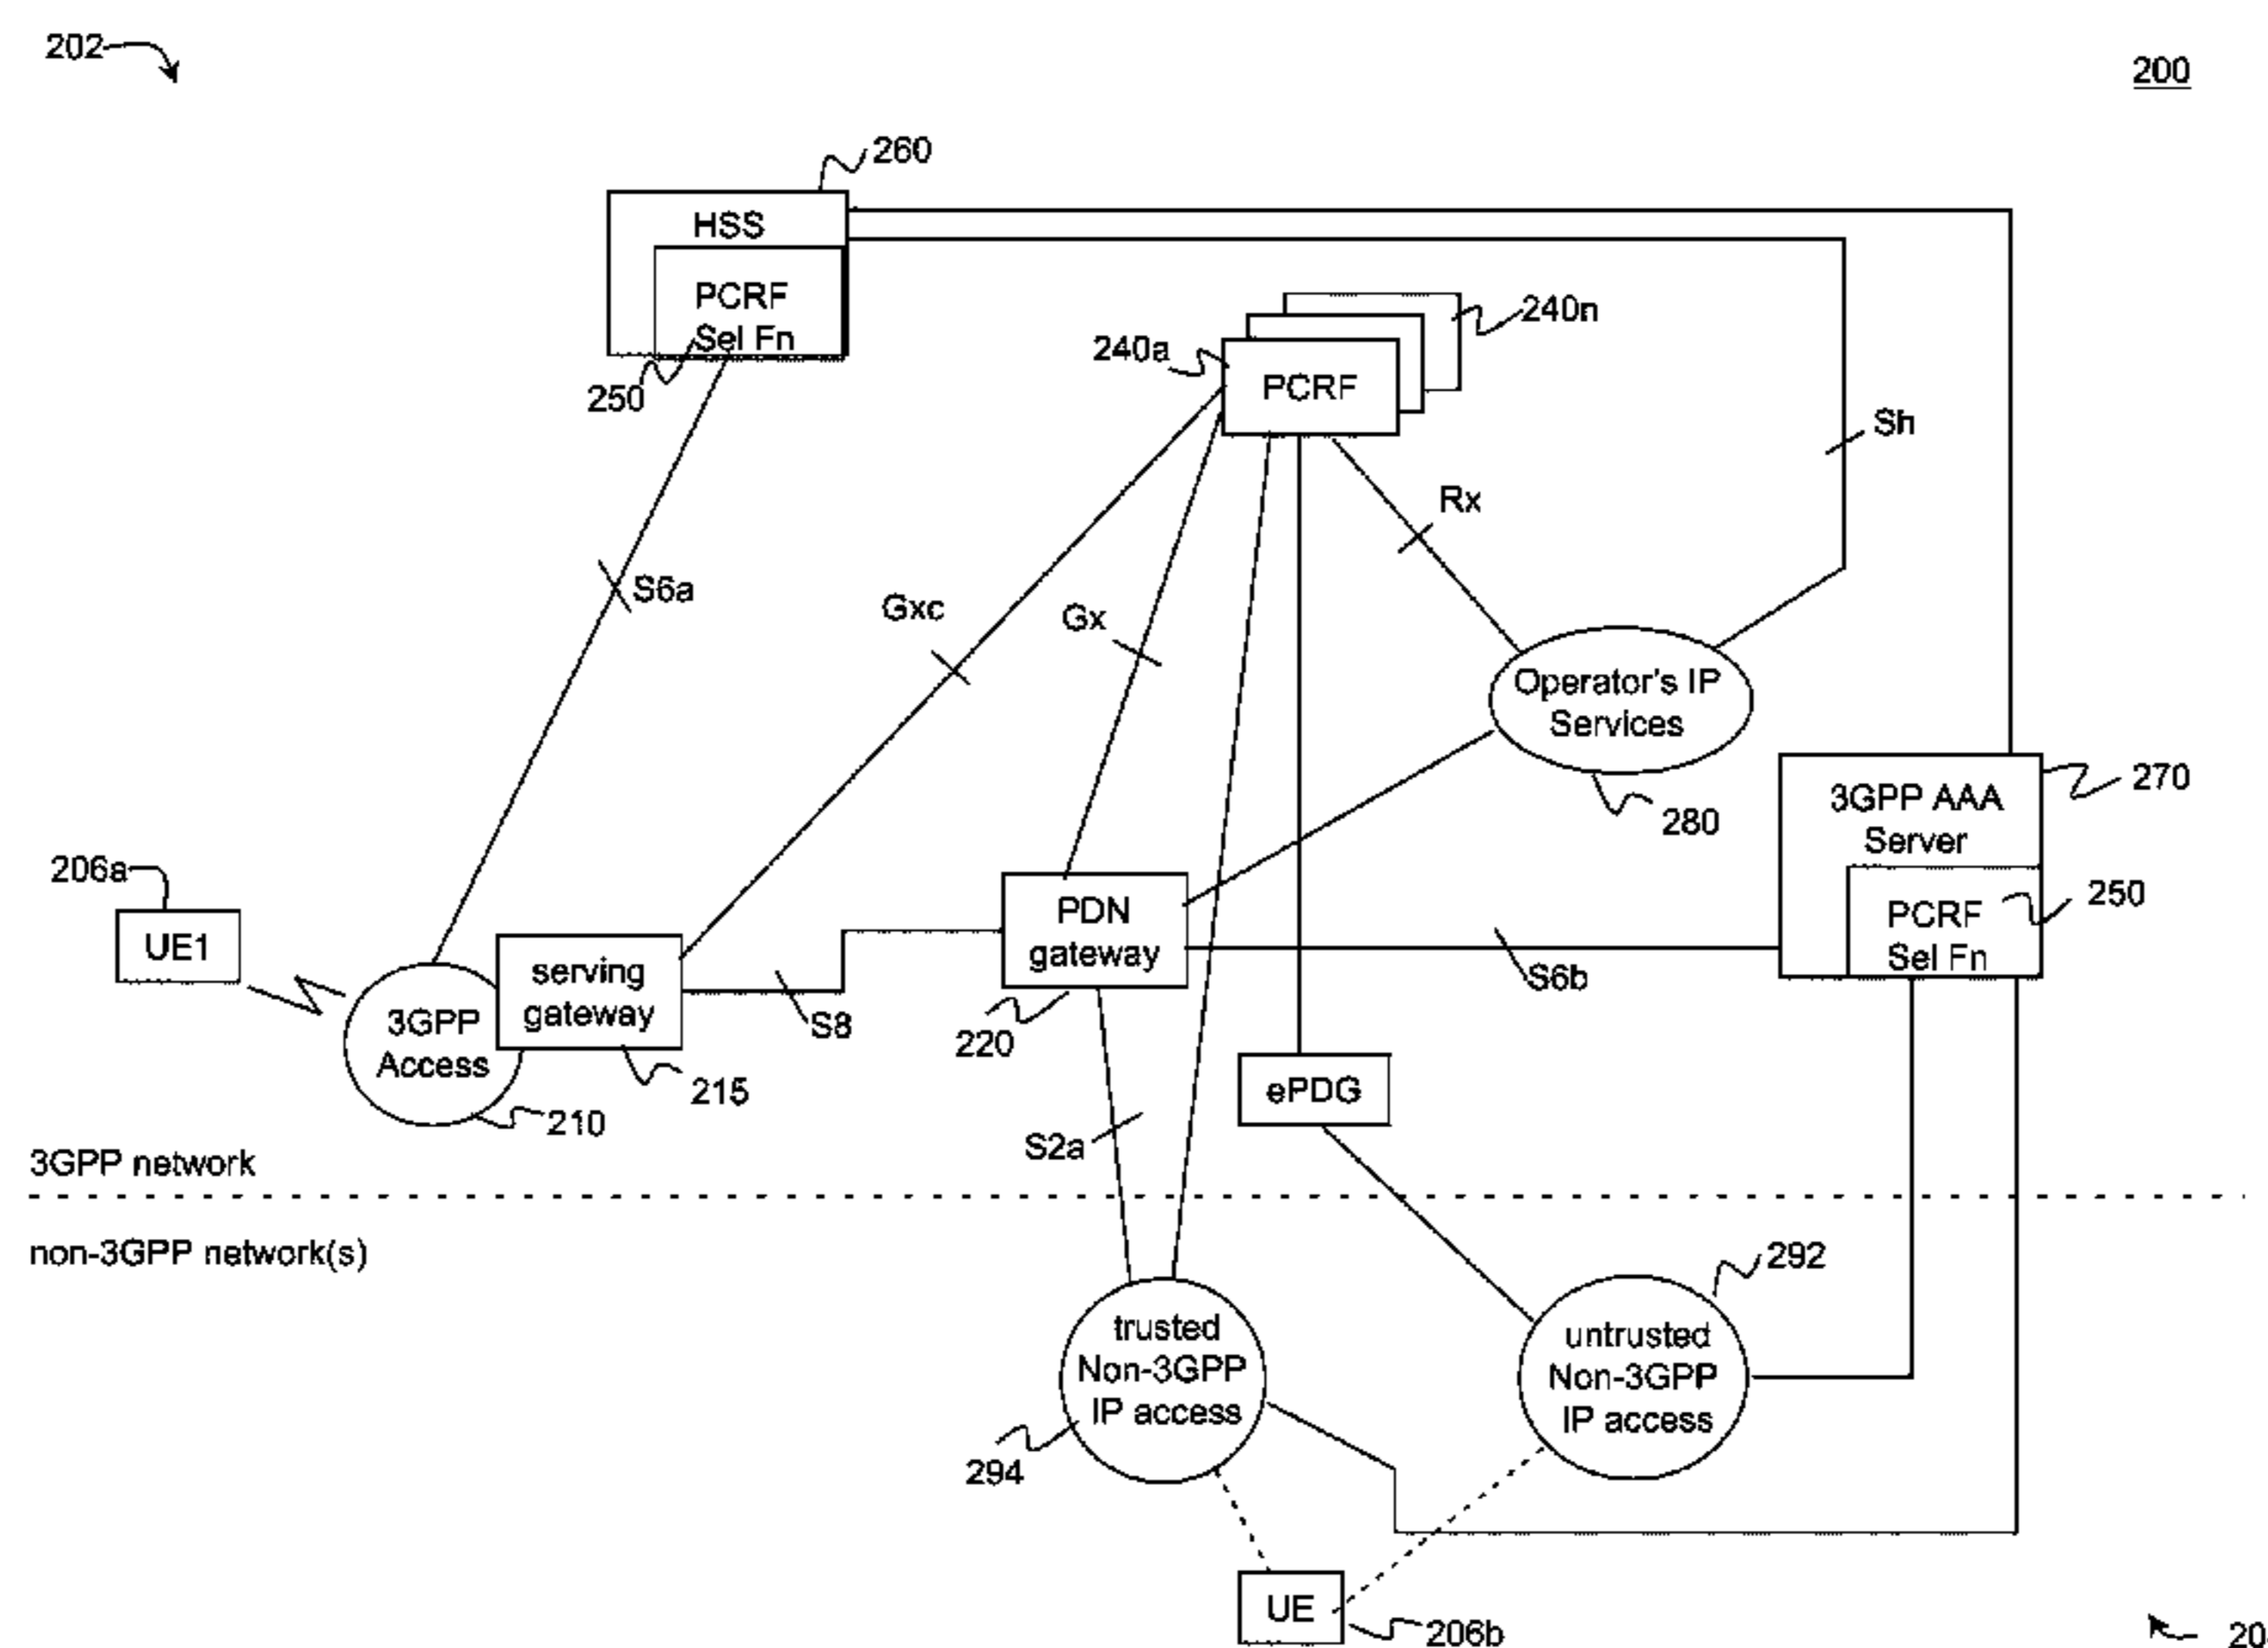 202
200
260
HSS
PCRF
Sel Fn
250
240n
240a
PCRF
Sh
Rx
S6a
Gxc
Gx
Operator's IP
Services
280
270
3GPP AAA
Server
PCRF
Sel Fn
250
206a
UE1
PDN
gateway
220
S6b
serving
gateway
215
S8
3GPP
Access
210
ePDG
S2a
3GPP network
non-3GPP network(s)
292
trusted
Non-3GPP
IP access
294
untrusted
Non-3GPP
IP access
UE
206b
20